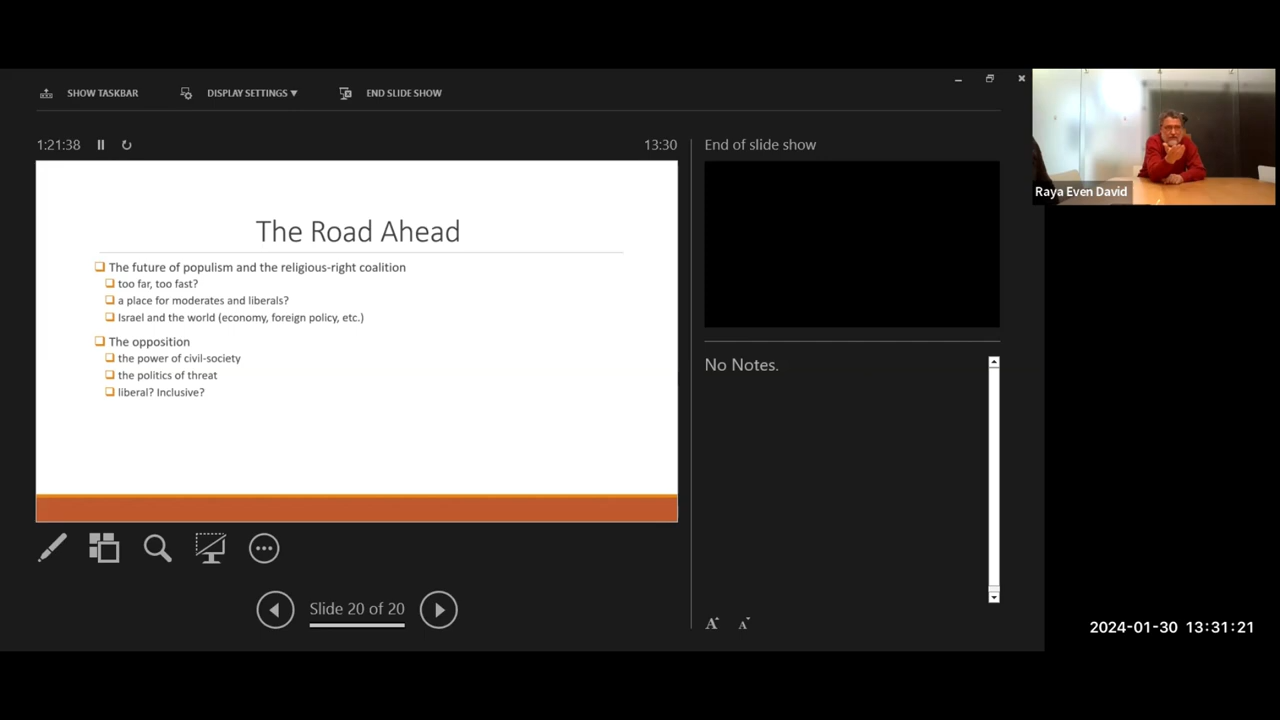 SHOW TASKBAR
DISPLAY SETTINGS ▼
END SLIDE SHOW
1:21:38
13:30
End of slide show
Raya Even David
The Road Ahead
The future of populism and the religious-right coalition
too far, too fast?
a place for moderates and liberals?
Israel and the world (economy, foreign policy, etc.)
The opposition
the power of civil-society
the politics of threat
liberal? Inclusive?
No Notes.
Slide 20 of 20
A
A
2024-01-30 13:31:21